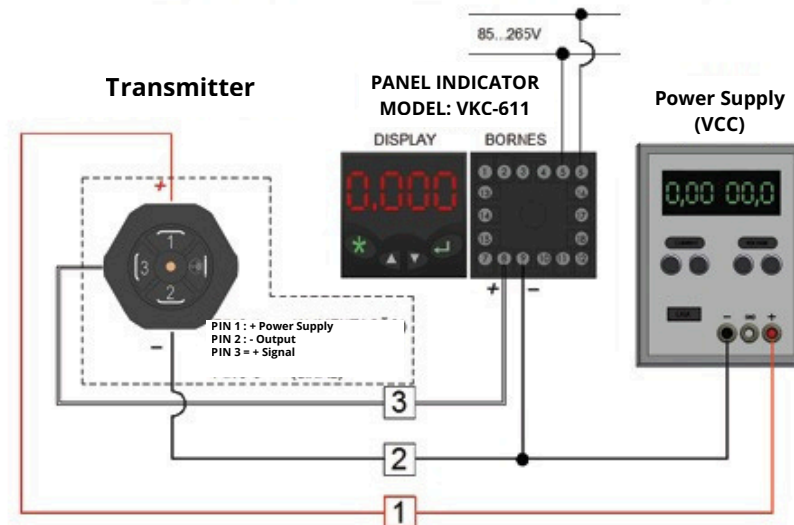 85...265V
Transmitter
PANEL INDICATOR
MODEL: VKC-611
Power Supply
(VCC)
DISPLAY
BORNES
0.000
1 2 3 4 5 6
13 16
14 17
15 18
7 8 9 10 11 12
0,00 00,0
+
1
3
2
−
+ −
− +
PIN 1 : + Power Supply
PIN 2 : - Output
PIN 3 = + Signal
3
2
1